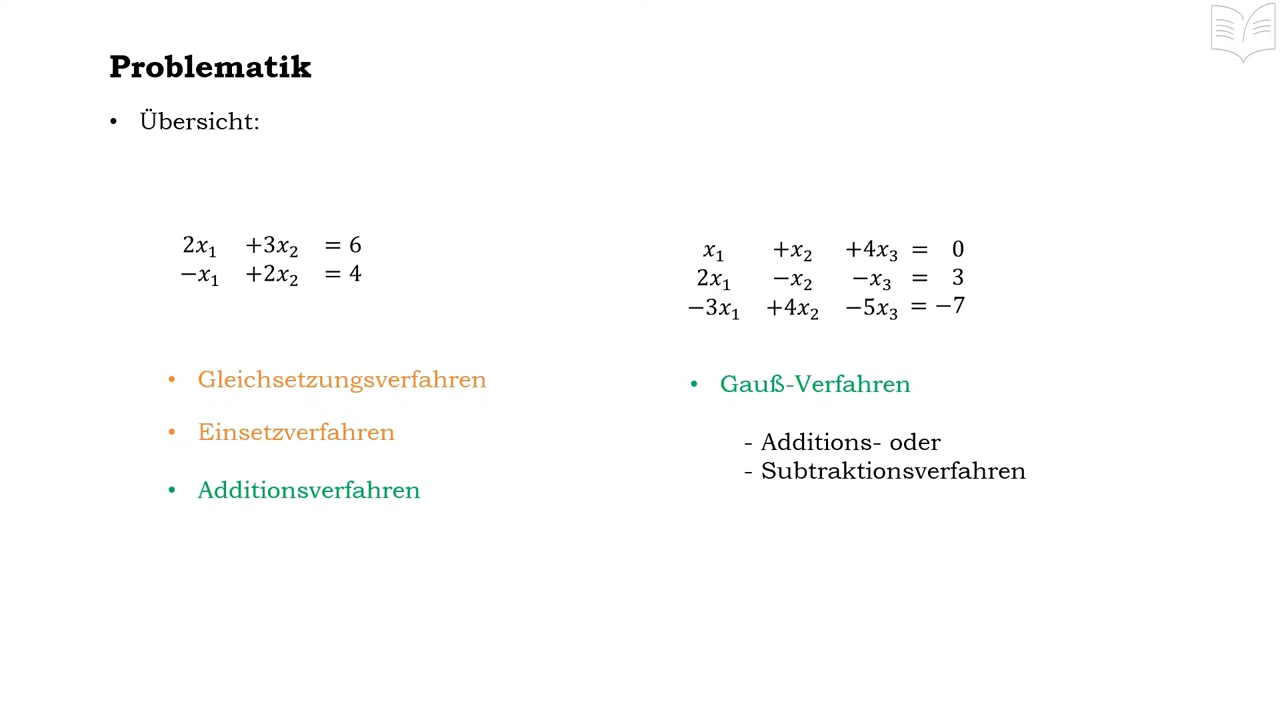 Problematik
• Übersicht:
2x₁ +3x₂ = 6
−x₁ +2x₂ = 4
x₁ +x₂ +4x₃ = 0
2x₁ −x₂ −x₃ = 3
−3x₁ +4x₂ −5x₃ = −7
• Gleichsetzungsverfahren
• Einsetzverfahren
• Additionsverfahren
• Gauß-Verfahren
- Additions- oder
- Subtraktionsverfahren